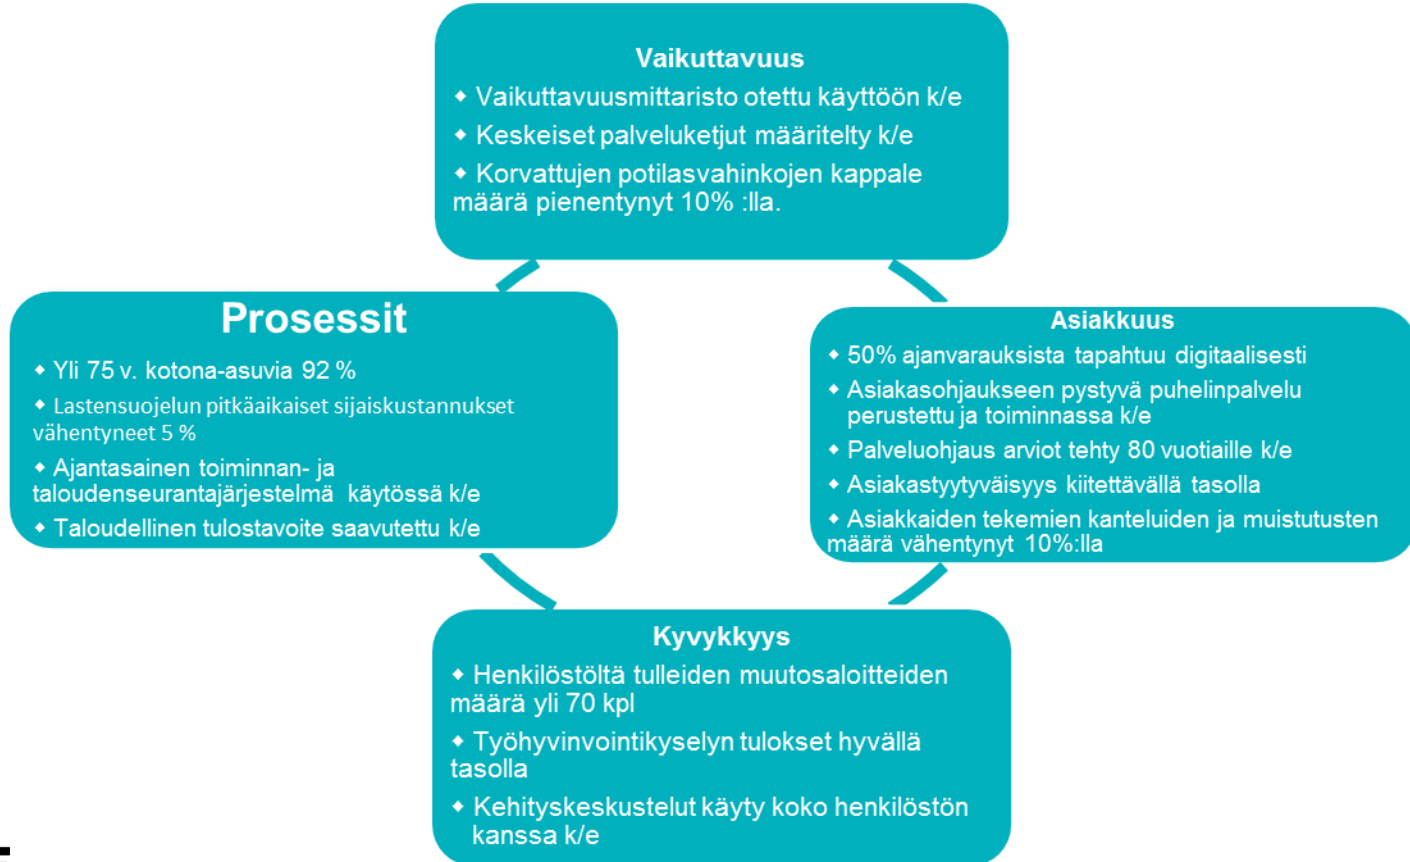 Vaikuttavuus
◆ Vaikuttavuusmittaristo otettu käyttöön k/e
◆ Keskeiset palveluketjut määritelty k/e
◆ Korvattujen potilasvahinkojen kappale
määrä pienentynyt 10% :lla.
Prosessit
◆ Yli 75 v. kotona-asuvia 92 %
◆ Lastensuojelun pitkäaikaiset sijaiskustannukset
vähentyneet 5 %
◆ Ajantasainen toiminnan- ja
taloudenseurantajärjestelmä käytössä k/e
◆ Taloudellinen tulostavoite saavutettu k/e
Asiakkuus
◆ 50% ajanvarauksista tapahtuu digitaalisesti
◆ Asiakasohjaukseen pystyvä puhelinpalvelu
perustettu ja toiminnassa k/e
◆ Palveluohjaus arviot tehty 80 vuotiaille k/e
◆ Asiakastyytyväisyys kiitettävällä tasolla
◆ Asiakkaiden tekemien kanteluiden ja muistutusten
määrä vähentynyt 10%:lla
Kyvykkyys
◆ Henkilöstöltä tulleiden muutosaloitteiden
määrä yli 70 kpl
◆ Työhyvinvointikyselyn tulokset hyvällä
tasolla
◆ Kehityskeskustelut käyty koko henkilöstön
kanssa k/e